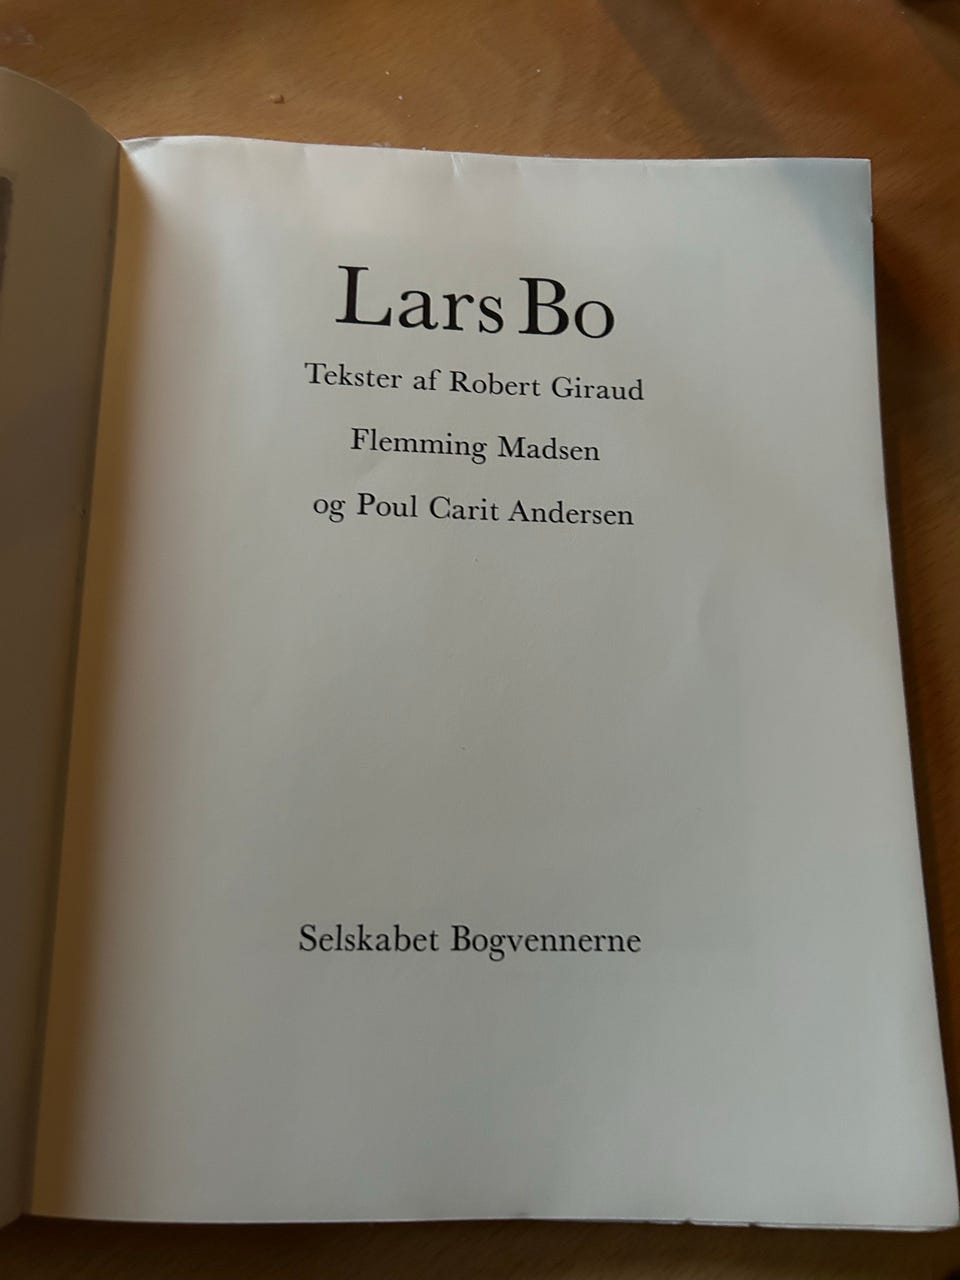 Lars Bo
Tekster af Robert Giraud
Flemming Madsen
og Poul Carit Andersen
Selskabet Bogvennerne